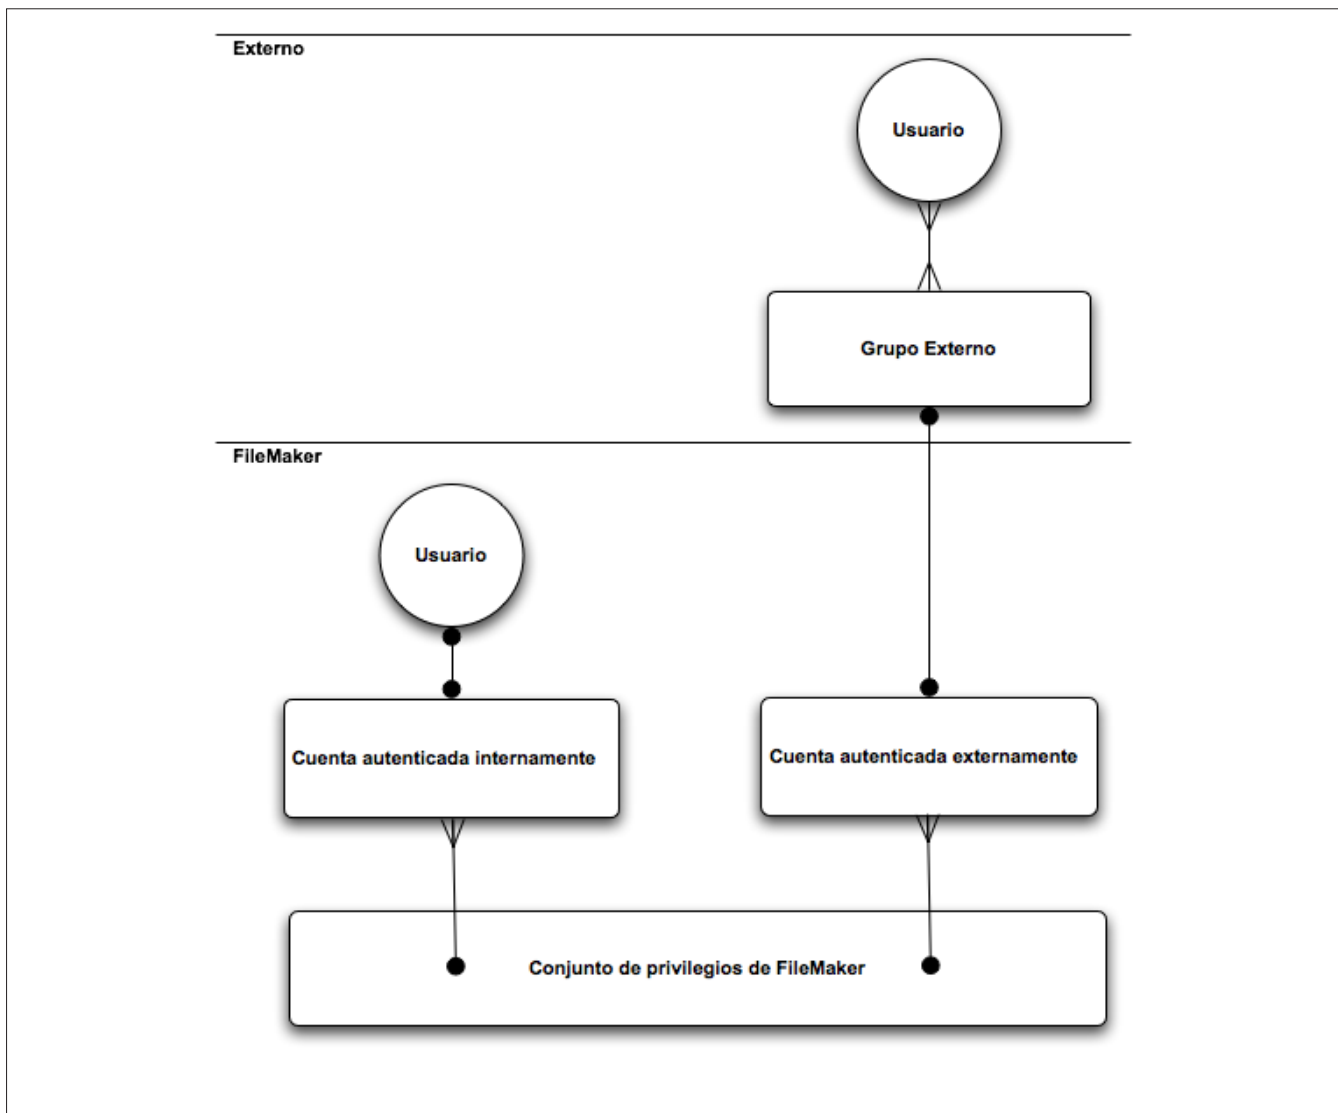 Externo
Usuario
Grupo Externo
FileMaker
Usuario
Cuenta autenticada internamente
Cuenta autenticada externamente
Conjunto de privilegios de FileMaker